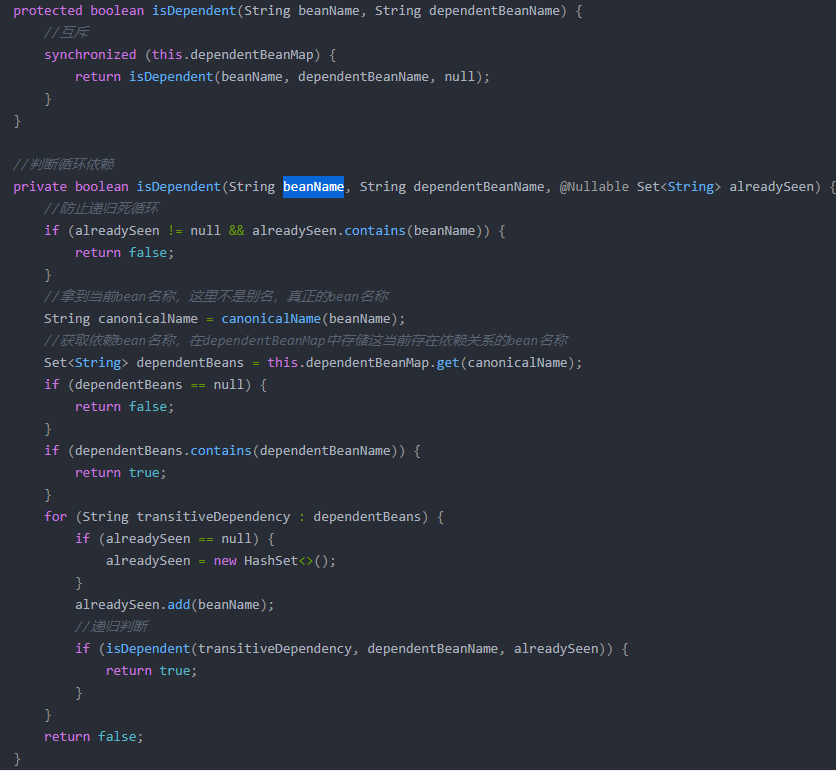 protected boolean isDependent(String beanName, String dependentBeanName) {
    //互斥
    synchronized (this.dependentBeanMap) {
        return isDependent(beanName, dependentBeanName, null);
    }
}

//判断循环依赖
private boolean isDependent(String beanName, String dependentBeanName, @Nullable Set<String> alreadySeen) {
    //防止递归死循环
    if (alreadySeen != null && alreadySeen.contains(beanName)) {
        return false;
    }
    //拿到当前bean名称，这里不是别名，真正的bean名称
    String canonicalName = canonicalName(beanName);
    //获取依赖bean名称，在dependentBeanMap中存储这当前存在依赖关系的bean名称
    Set<String> dependentBeans = this.dependentBeanMap.get(canonicalName);
    if (dependentBeans == null) {
        return false;
    }
    if (dependentBeans.contains(dependentBeanName)) {
        return true;
    }
    for (String transitiveDependency : dependentBeans) {
        if (alreadySeen == null) {
            alreadySeen = new HashSet<>();
        }
        alreadySeen.add(beanName);
        //递归判断
        if (isDependent(transitiveDependency, dependentBeanName, alreadySeen)) {
            return true;
        }
    }
    return false;
}